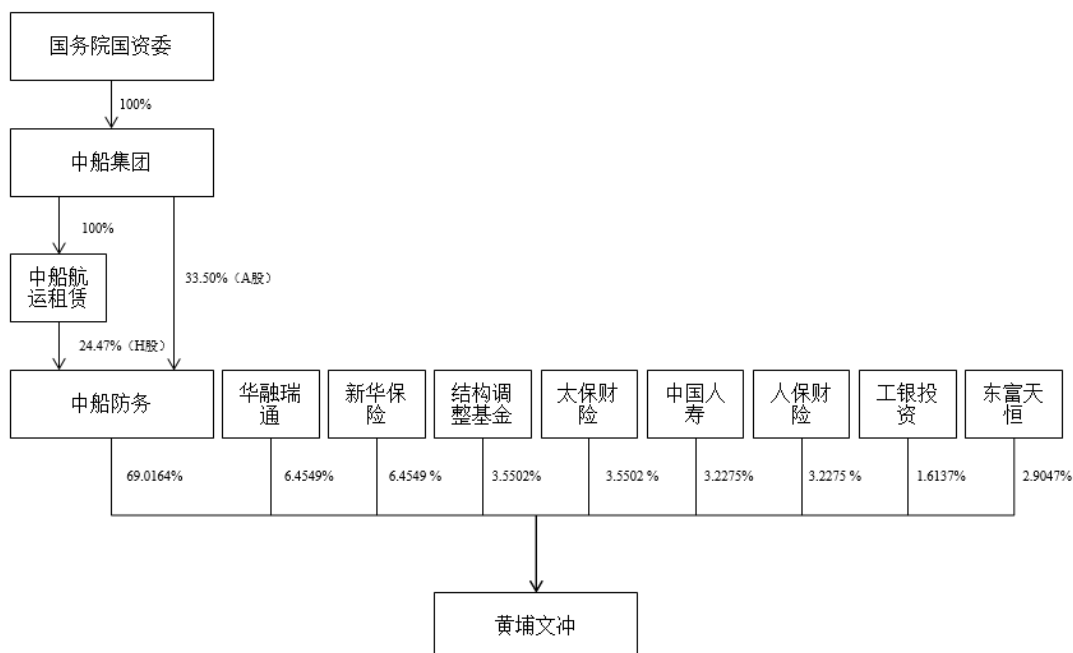 国务院国资委
100%
中船集团
100%
中船航
运租赁
33.50%（A股）
24.47%（H股）
中船防务
华融瑞
通
新华保
险
结构调
整基金
太保财
险
中国人
寿
人保财
险
工银投
资
东富天
恒
69.0164%
6.4549%
6.4549 %
3.5502%
3.5502 %
3.2275%
3.2275 %
1.6137%
2.9047%
黄埔文冲